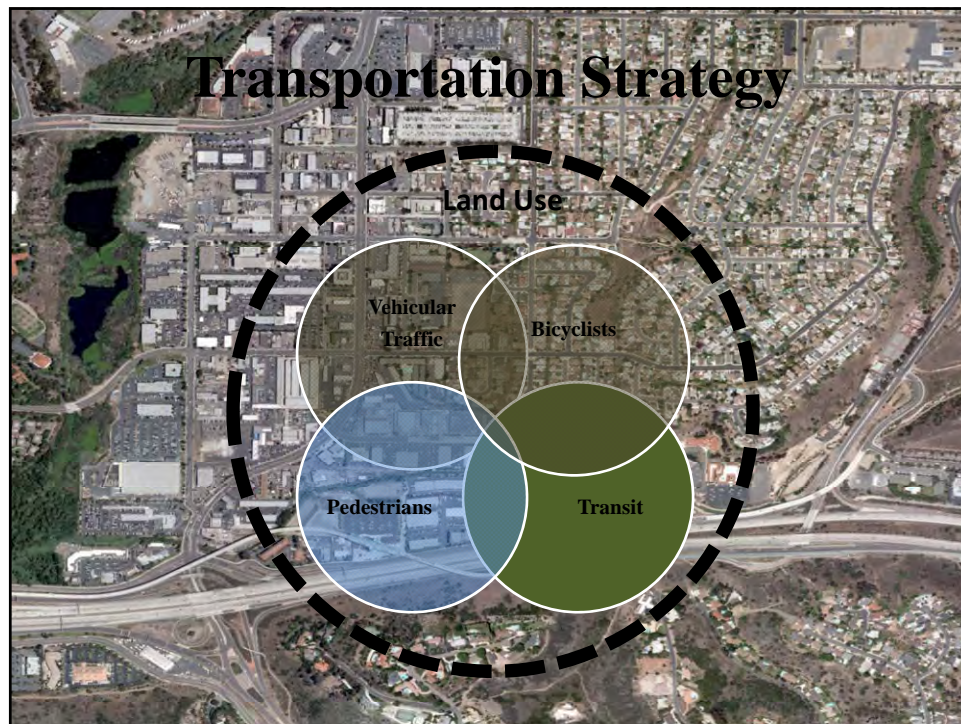 Transportation Strategy
Land Use
Vehicular
Traffic
Bicyclists
Pedestrians
Transit